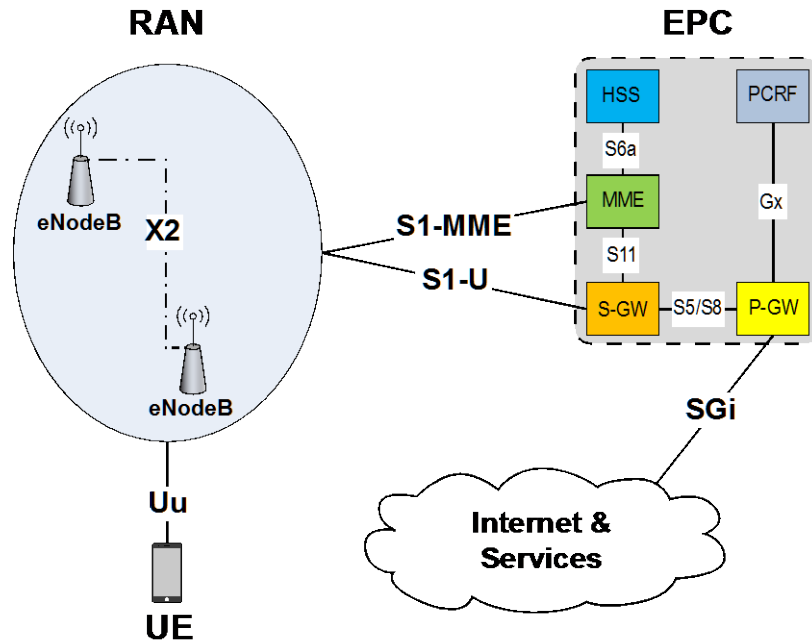 RAN
EPC
HSS
PCRF
S6a
eNodeB
X2
MME
Gx
S1-MME
S11
S1-U
S-GW
S5/S8
P-GW
eNodeB
SGi
Uu
Internet &
Services
UE